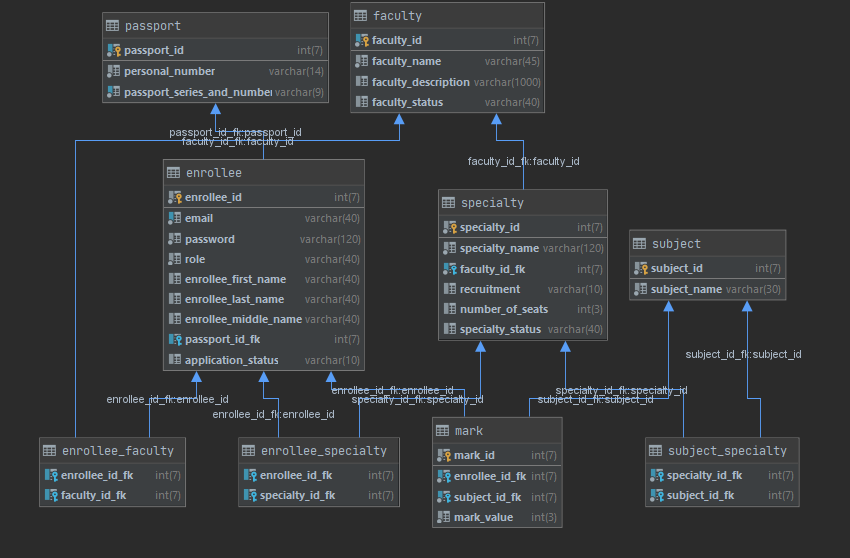 passport
passport_id int(7)
personal_number varchar(14)
passport_series_and_number varchar(9)
faculty
faculty_id int(7)
faculty_name varchar(45)
faculty_description varchar(1000)
faculty_status varchar(40)
passport_id_fk:passport_id
faculty_id_fk:faculty_id
faculty_id_fk:faculty_id
enrollee
enrollee_id int(7)
email varchar(40)
password varchar(120)
role varchar(40)
enrollee_first_name varchar(40)
enrollee_last_name varchar(40)
enrollee_middle_name varchar(40)
passport_id_fk int(7)
application_status varchar(10)
specialty
specialty_id int(7)
specialty_name varchar(120)
faculty_id_fk int(7)
recruitment varchar(10)
number_of_seats int(3)
specialty_status varchar(40)
subject
subject_id int(7)
subject_name varchar(30)
subject_id_fk:subject_id
enrollee_id_fk:enrollee_id
enrollee_id_fk:enrollee_id
enrollee_id_fk:enrollee_id
specialty_id_fk:specialty_id
specialty_id_fk:specialty_id
subject_id_fk:subject_id
enrollee_faculty
enrollee_id_fk int(7)
faculty_id_fk int(7)
enrollee_specialty
enrollee_id_fk int(7)
specialty_id_fk int(7)
mark
mark_id int(7)
enrollee_id_fk int(7)
subject_id_fk int(7)
mark_value int(3)
subject_specialty
specialty_id_fk int(7)
subject_id_fk int(7)